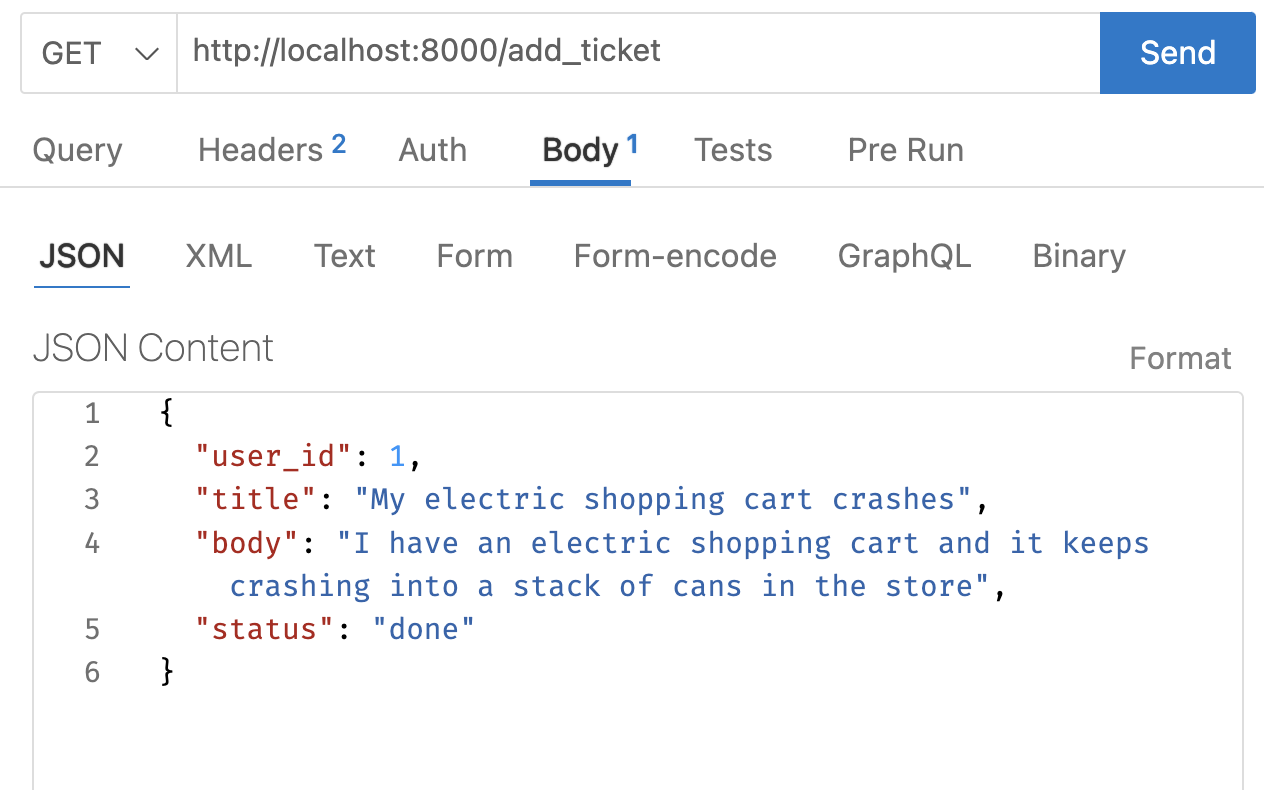 GET http://localhost:8000/add_ticket Send
Query Headers 2 Auth Body 1 Tests Pre Run
JSON XML Text Form Form-encode GraphQL Binary
JSON Content
Format
1 {
2 "user_id": 1,
3 "title": "My electric shopping cart crashes",
4 "body": "I have an electric shopping cart and it keeps
crashing into a stack of cans in the store",
5 "status": "done"
6 }